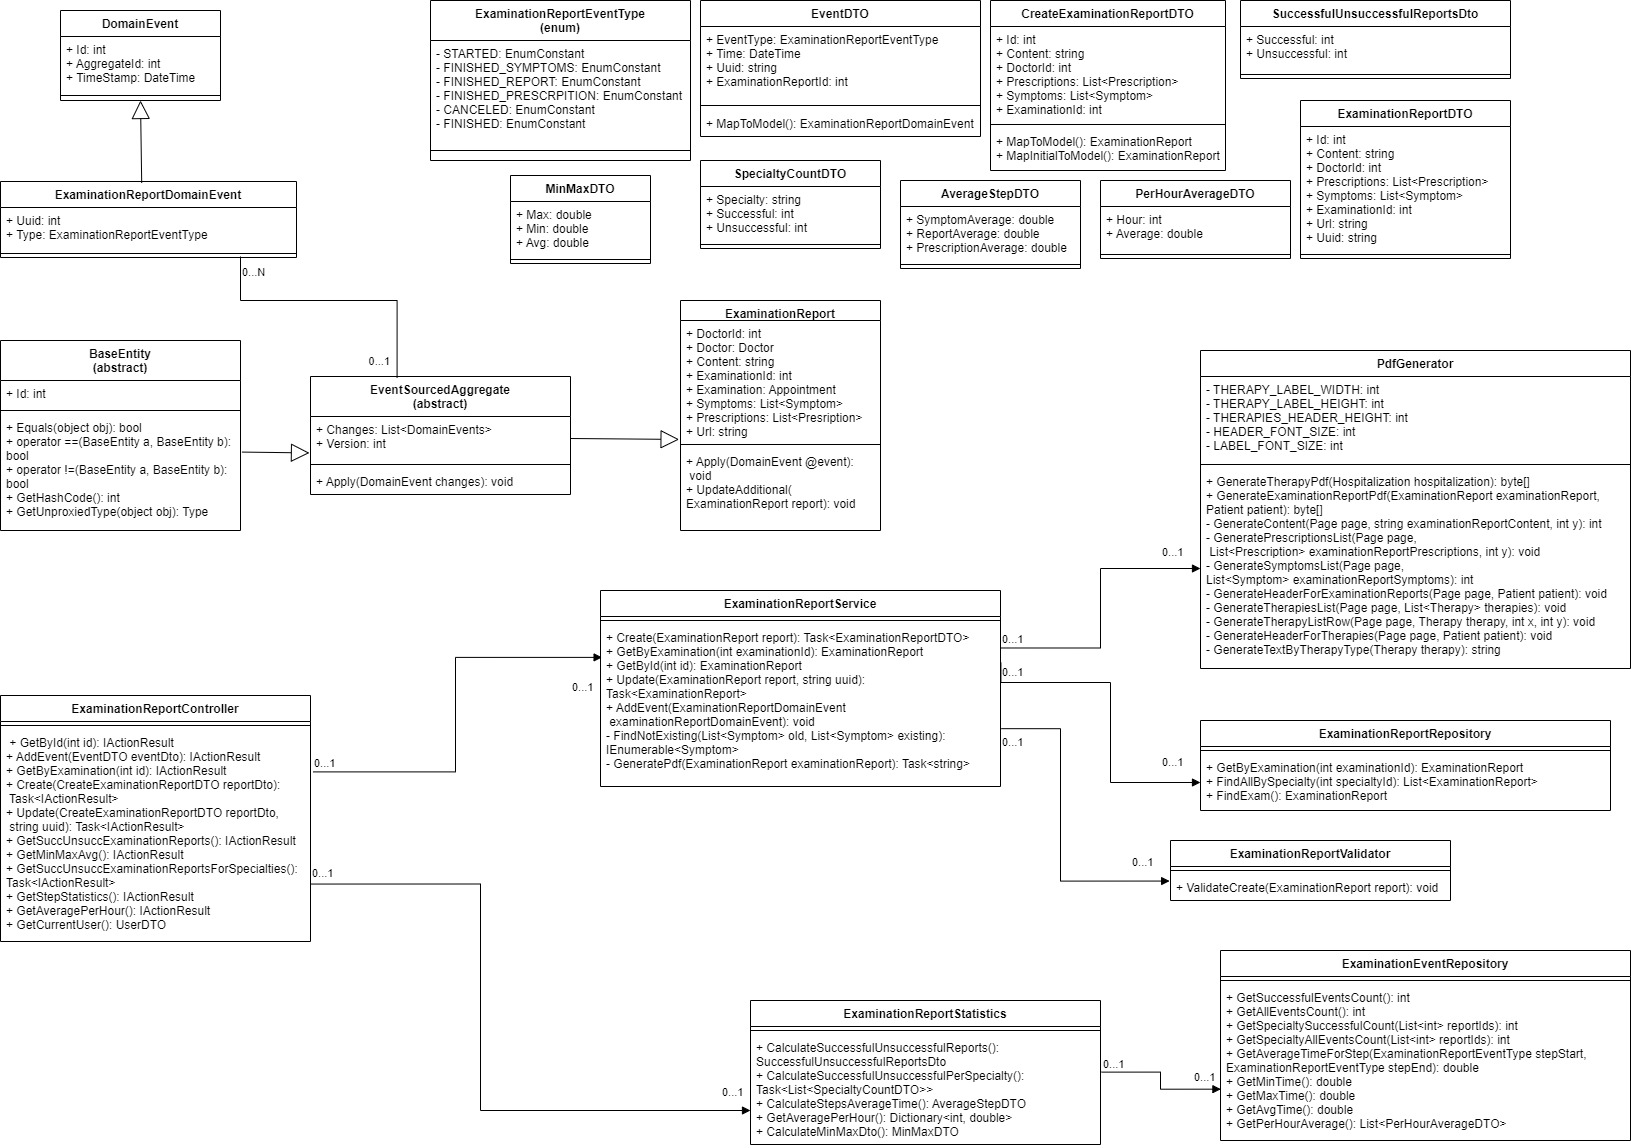 DomainEvent
+ Id: int
+ AggregateId: int
+ TimeStamp: DateTime
ExaminationReportEventType
(enum)
- STARTED: EnumConstant
- FINISHED_SYMPTOMS: EnumConstant
- FINISHED_REPORT: EnumConstant
- FINISHED_PRESCRPITION: EnumConstant
- CANCELED: EnumConstant
- FINISHED: EnumConstant
EventDTO
+ EventType: ExaminationReportEventType
+ Time: DateTime
+ Uuid: string
+ ExaminationReportId: int
+ MapToModel(): ExaminationReportDomainEvent
CreateExaminationReportDTO
+ Id: int
+ Content: string
+ DoctorId: int
+ Prescriptions: List<Prescription>
+ Symptoms: List<Symptom>
+ ExaminationId: int
+ MapToModel(): ExaminationReport
+ MapInitialToModel(): ExaminationReport
SuccessfulUnsuccessfulReportsDto
+ Successful: int
+ Unsuccessful: int
ExaminationReportDTO
+ Id: int
+ Content: string
+ DoctorId: int
+ Prescriptions: List<Prescription>
+ Symptoms: List<Symptom>
+ ExaminationId: int
+ Url: string
+ Uuid: string
ExaminationReportDomainEvent
+ Uuid: int
+ Type: ExaminationReportEventType
MinMaxDTO
+ Max: double
+ Min: double
+ Avg: double
SpecialtyCountDTO
+ Specialty: string
+ Successful: int
+ Unsuccessful: int
AverageStepDTO
+ SymptomAverage: double
+ ReportAverage: double
+ PrescriptionAverage: double
PerHourAverageDTO
+ Hour: int
+ Average: double
0...N
0...1
BaseEntity
(abstract)
+ Id: int
+ Equals(object obj): bool
+ operator ==(BaseEntity a, BaseEntity b):
bool
+ operator !=(BaseEntity a, BaseEntity b):
bool
+ GetHashCode(): int
+ GetUnproxiedType(object obj): Type
EventSourcedAggregate
(abstract)
+ Changes: List<DomainEvents>
+ Version: int
+ Apply(DomainEvent changes): void
ExaminationReport
+ DoctorId: int
+ Doctor: Doctor
+ Content: string
+ ExaminationId: int
+ Examination: Appointment
+ Symptoms: List<Symptom>
+ Prescriptions: List<Presription>
+ Url: string
+ Apply(DomainEvent @event):
void
+ UpdateAdditional(
ExaminationReport report): void
PdfGenerator
- THERAPY_LABEL_WIDTH: int
- THERAPY_LABEL_HEIGHT: int
- THERAPIES_HEADER_HEIGHT: int
- HEADER_FONT_SIZE: int
- LABEL_FONT_SIZE: int
+ GenerateTherapyPdf(Hospitalization hospitalization): byte[]
+ GenerateExaminationReportPdf(ExaminationReport examinationReport,
Patient patient): byte[]
- GenerateContent(Page page, string examinationReportContent, int y): int
- GeneratePrescriptionsList(Page page,
List<Prescription> examinationReportPrescriptions, int y): void
- GenerateSymptomsList(Page page,
List<Symptom> examinationReportSymptoms): int
- GenerateHeaderForExaminationReports(Page page, Patient patient): void
- GenerateTherapiesList(Page page, List<Therapy> therapies): void
- GenerateTherapyListRow(Page page, Therapy therapy, int x, int y): void
- GenerateHeaderForTherapies(Page page, Patient patient): void
- GenerateTextByTherapyType(Therapy therapy): string
0...1
ExaminationReportService
+ Create(ExaminationReport report): Task<ExaminationReportDTO>
+ GetByExamination(int examinationId): ExaminationReport
+ GetById(int id): ExaminationReport
+ Update(ExaminationReport report, string uuid):
Task<ExaminationReport>
+ AddEvent(ExaminationReportDomainEvent
examinationReportDomainEvent): void
- FindNotExisting(List<Symptom> old, List<Symptom> existing):
IEnumerable<Symptom>
- GeneratePdf(ExaminationReport examinationReport): Task<string>
0...1
0...1
0...1
0...1
ExaminationReportController
+ GetById(int id): IActionResult
+ AddEvent(EventDTO eventDto): IActionResult
+ GetByExamination(int id): IActionResult
+ Create(CreateExaminationReportDTO reportDto):
Task<IActionResult>
+ Update(CreateExaminationReportDTO reportDto,
string uuid): Task<IActionResult>
+ GetSuccUnsuccExaminationReports(): IActionResult
+ GetMinMaxAvg(): IActionResult
+ GetSuccUnsuccExaminationReportsForSpecialties():
Task<IActionResult>
+ GetStepStatistics(): IActionResult
+ GetAveragePerHour(): IActionResult
+ GetCurrentUser(): UserDTO
0...1
0...1
ExaminationReportRepository
+ GetByExamination(int examinationId): ExaminationReport
+ FindAllBySpecialty(int specialtyId): List<ExaminationReport>
+ FindExam(): ExaminationReport
0...1
ExaminationReportValidator
+ ValidateCreate(ExaminationReport report): void
0...1
ExaminationReportStatistics
+ CalculateSuccessfulUnsuccessfulReports():
SuccessfulUnsuccessfulReportsDto
+ CalculateSuccessfulUnsuccessfulPerSpecialty():
Task<List<SpecialtyCountDTO>>
+ CalculateStepsAverageTime(): AverageStepDTO
+ GetAveragePerHour(): Dictionary<int, double>
+ CalculateMinMaxDto(): MinMaxDTO
0...1
0...1
0...1
ExaminationEventRepository
+ GetSuccessfulEventsCount(): int
+ GetAllEventsCount(): int
+ GetSpecialtySuccessfulCount(List<int> reportIds): int
+ GetSpecialtyAllEventsCount(List<int> reportIds): int
+ GetAverageTimeForStep(ExaminationReportEventType stepStart,
ExaminationReportEventType stepEnd): double
+ GetMinTime(): double
+ GetMaxTime(): double
+ GetAvgTime(): double
+ GetPerHourAverage(): List<PerHourAverageDTO>